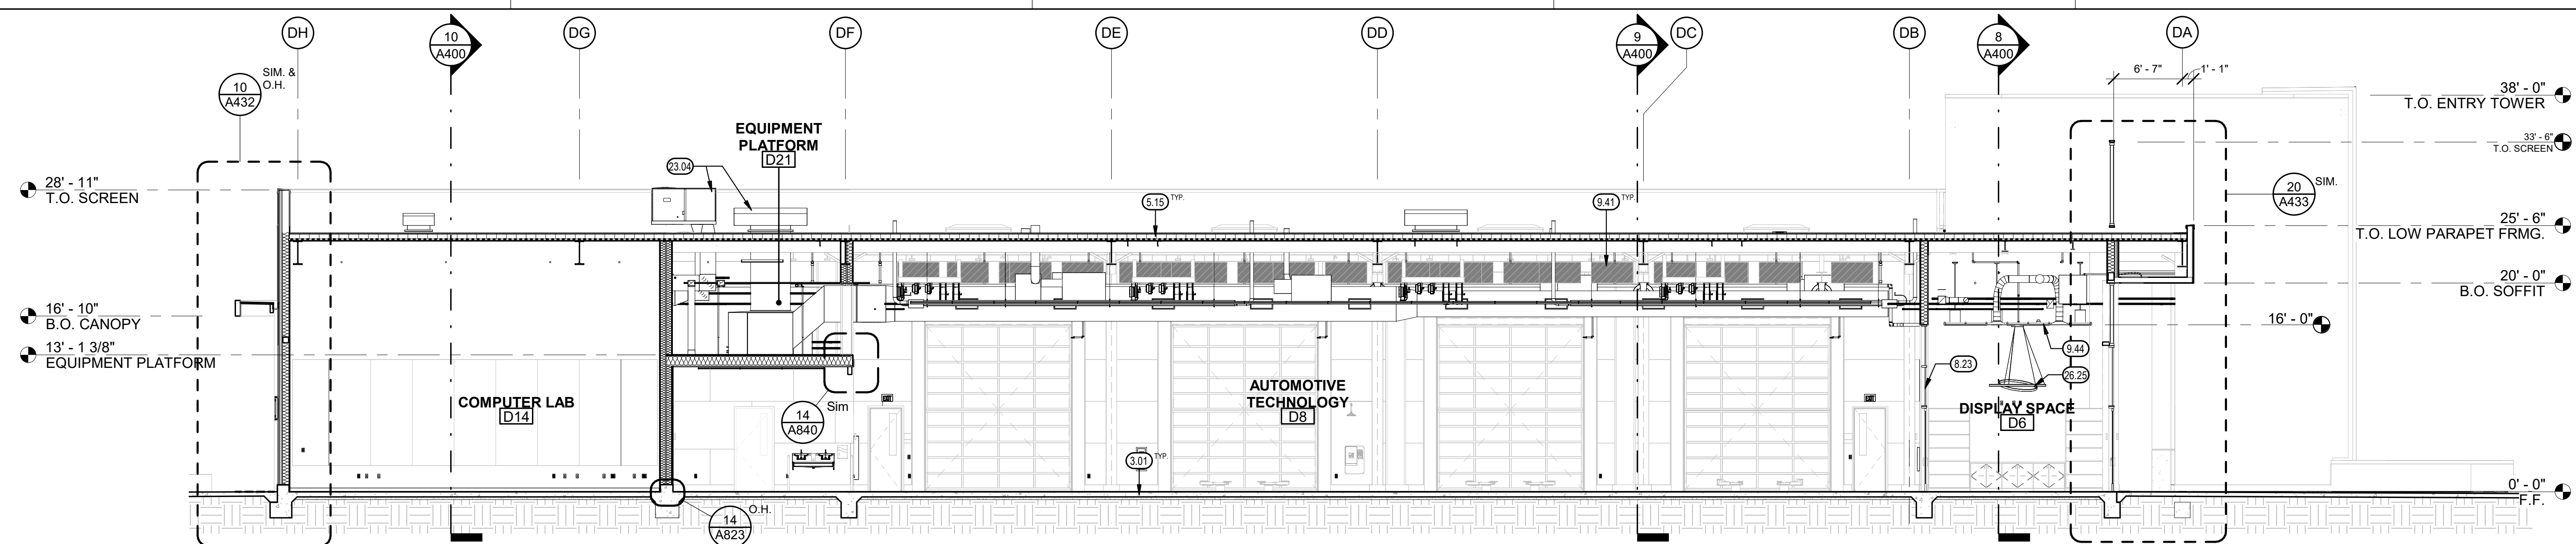 DH
10
A400
DG
DF
DE
DD
9
A400
DC
DB
8
A400
DA
SIM. &
O.H.
10
A432
6' - 7"
1' - 1"
38' - 0"
T.O. ENTRY TOWER
33' - 6"
T.O. SCREEN
EQUIPMENT
PLATFORM
D21
23.04
28' - 11"
T.O. SCREEN
5.15 TYP.
9.41 TYP.
20
A433
SIM.
25' - 6"
T.O. LOW PARAPET FRMG.
20' - 0"
B.O. SOFFIT
16' - 10"
B.O. CANOPY
16' - 0"
13' - 1 3/8"
EQUIPMENT PLATFORM
9.44
8.23
26.25
COMPUTER LAB
D14
14
A840
Sim
EXIT
AUTOMOTIVE
TECHNOLOGY
D8
EXIT
DISPLAY SPACE
D6
3.01 TYP.
0' - 0"
F.F.
14
A823
O.H.